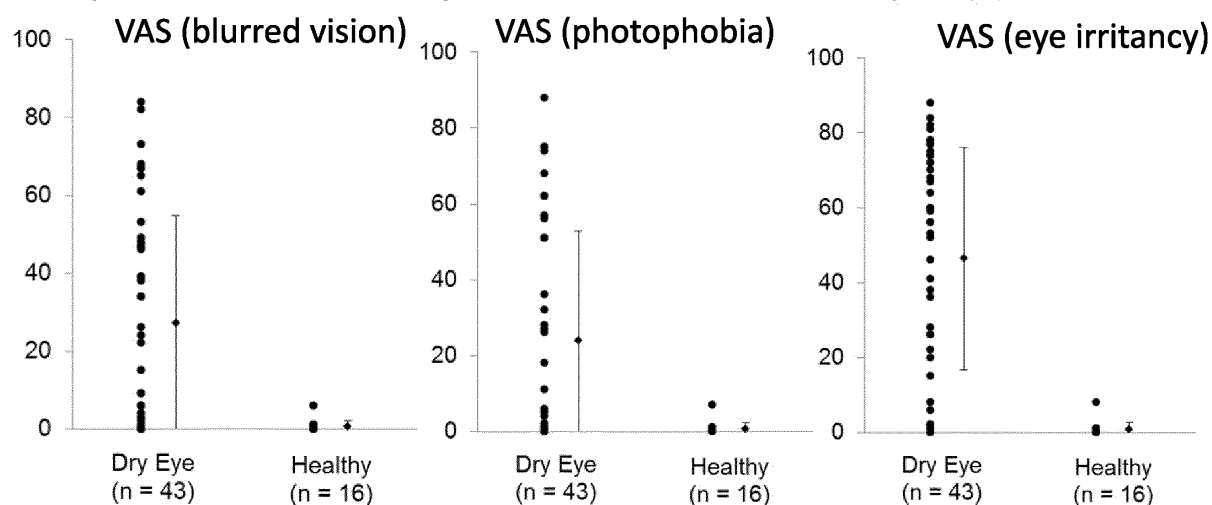 VAS (blurred vision)
100
80
60
40
20
0
Dry Eye
(n = 43)
Healthy
(n = 16)
VAS (photophobia)
100
80
60
40
20
0
Dry Eye
(n = 43)
Healthy
(n = 16)
VAS (eye irritancy)
100
80
60
40
20
0
Dry Eye
(n = 43)
Healthy
(n = 16)